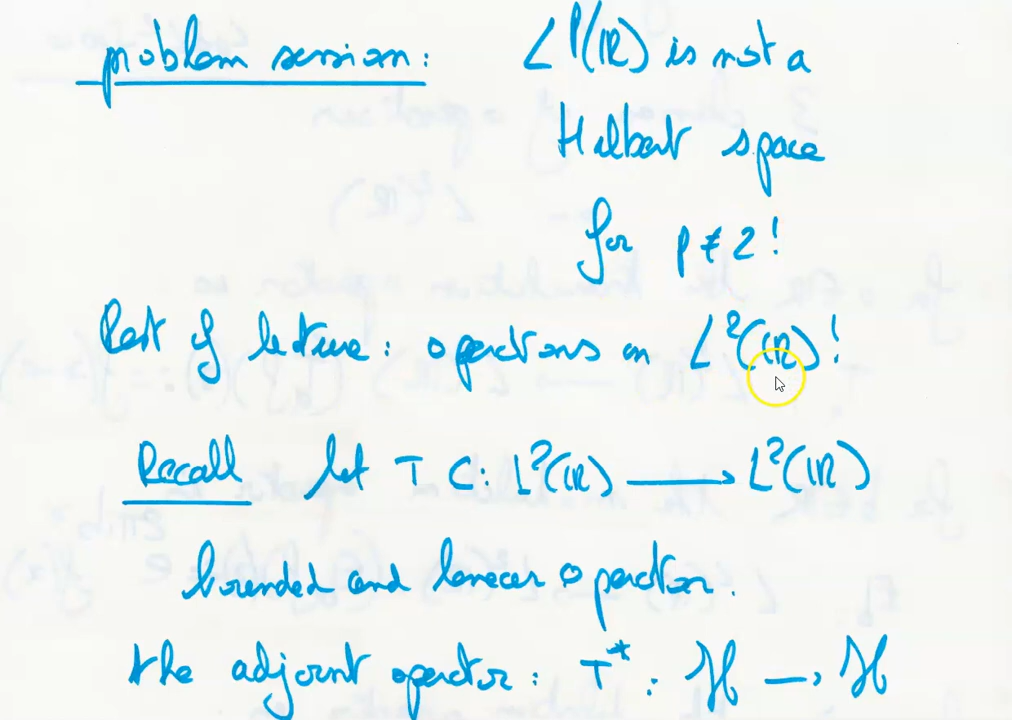 problem session: L^p(ℝ) is not a
Hilbert space
for p ≠ 2!
Rest of lecture: operators on L²(ℝ)!
Recall let T C: L²(ℝ) → L²(ℝ)
bounded and linear operator.
the adjoint operator: T*: ℋ → ℋ